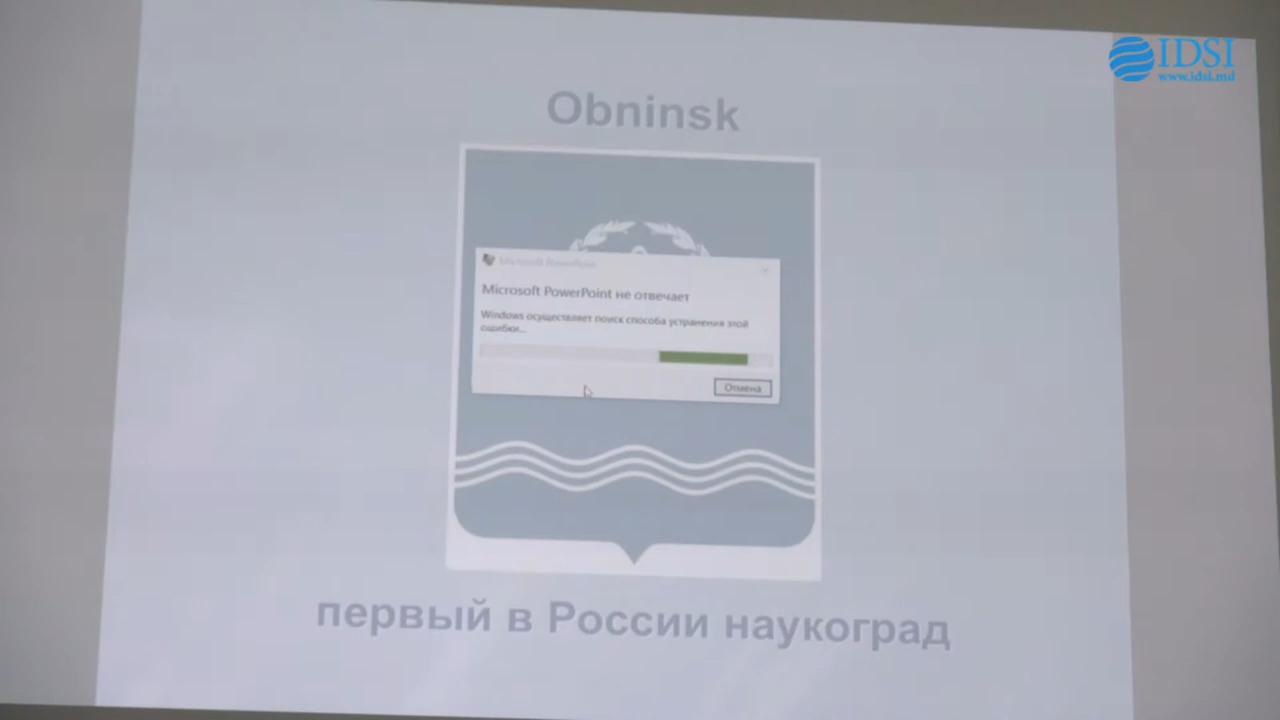 IDSI
www.idsi.md
Obninsk
Microsoft PowerPoint
Microsoft PowerPoint не отвечает
Windows осуществляет поиск способа устранения этой
ошибки...
Отмена
первый в России наукоград